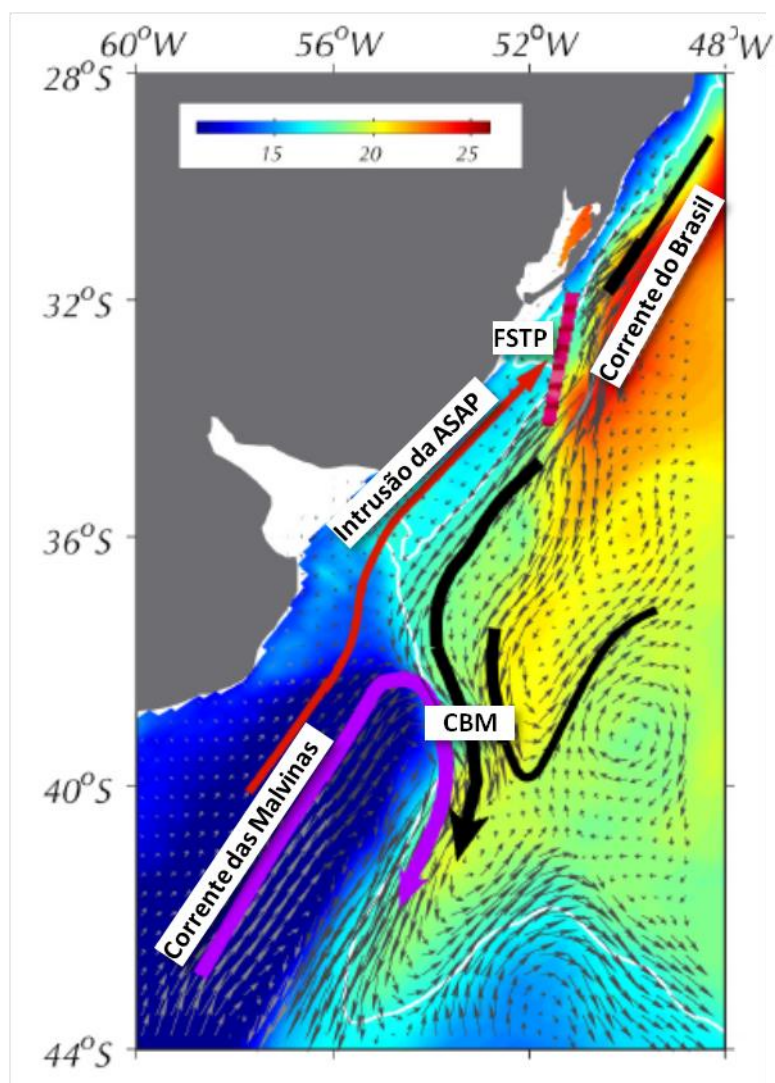 60°W 56°W 52°W 48°W
28°S
15 20 25
Corrente do Brasil
32°S
FSTP
Intrusão da ASAP
36°S
CBM
40°S
Corrente das Malvinas
44°S